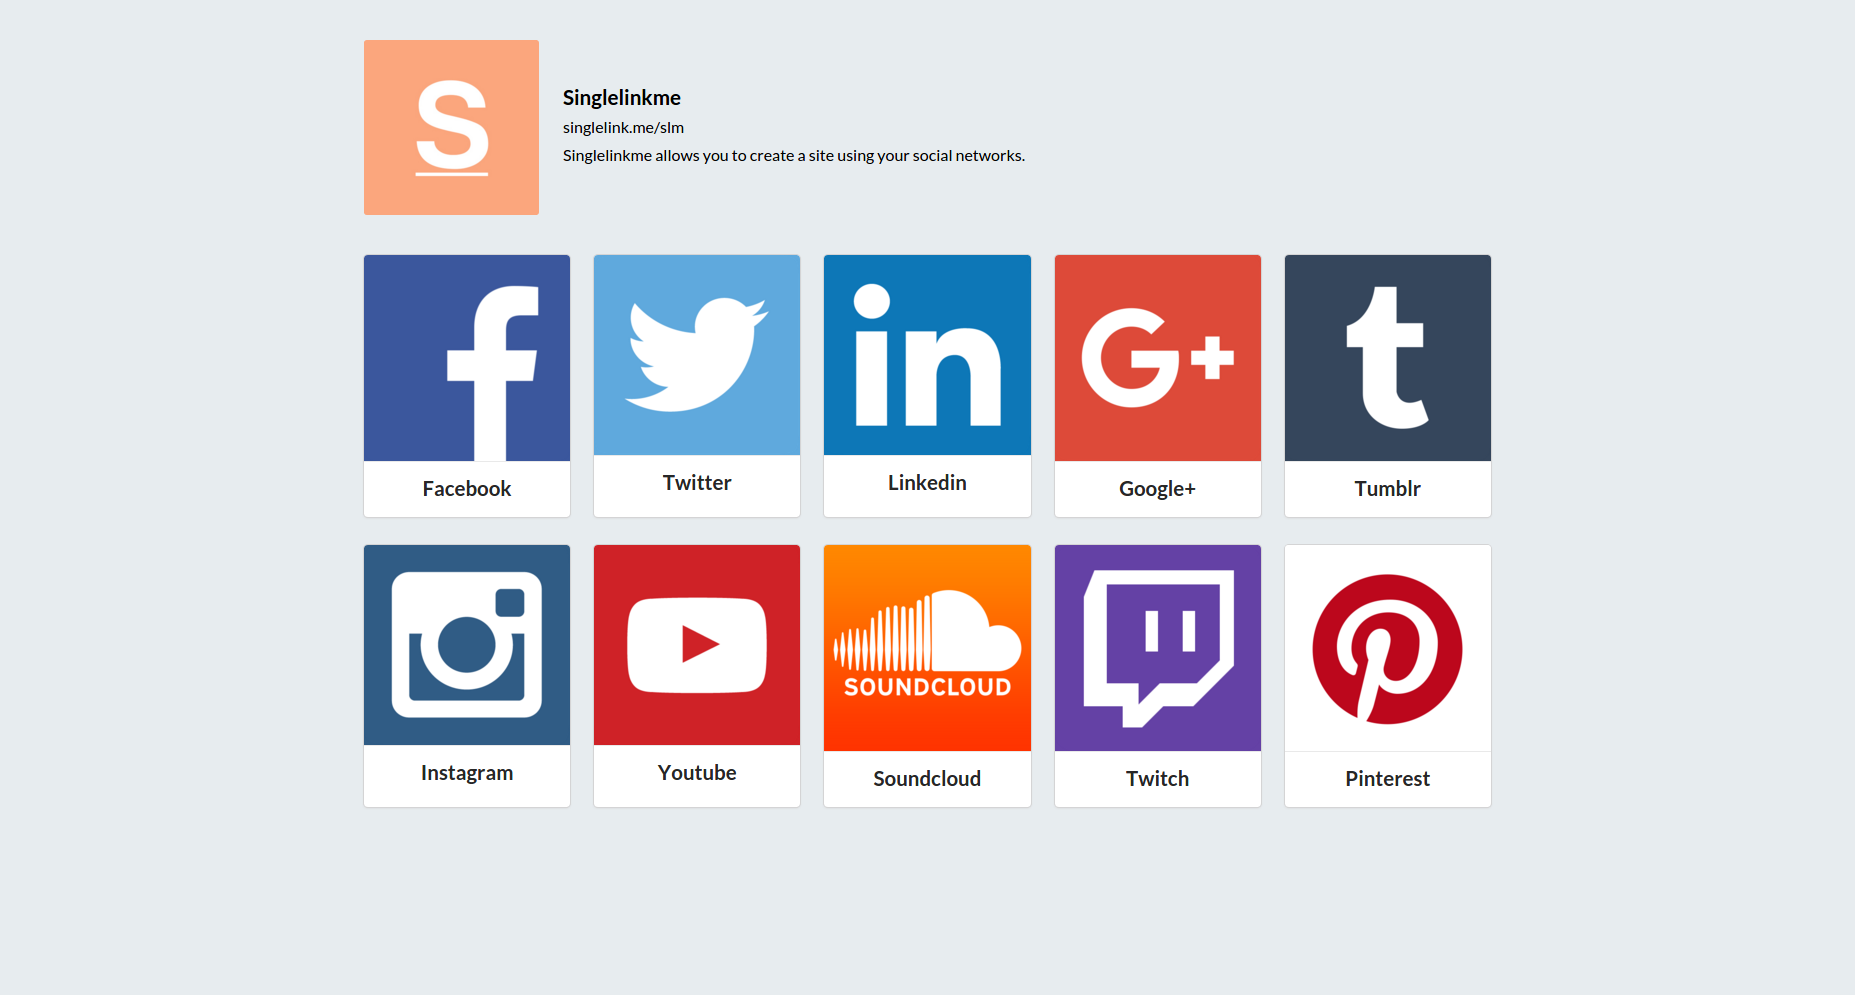 S
Singlelinkme
singlelink.me/slm
Singlelinkme allows you to create a site using your social networks.
f
in
G+
t
Facebook
Twitter
Linkedin
Google+
Tumblr
SOUNDCLOUD
P
Instagram
Youtube
Soundcloud
Twitch
Pinterest